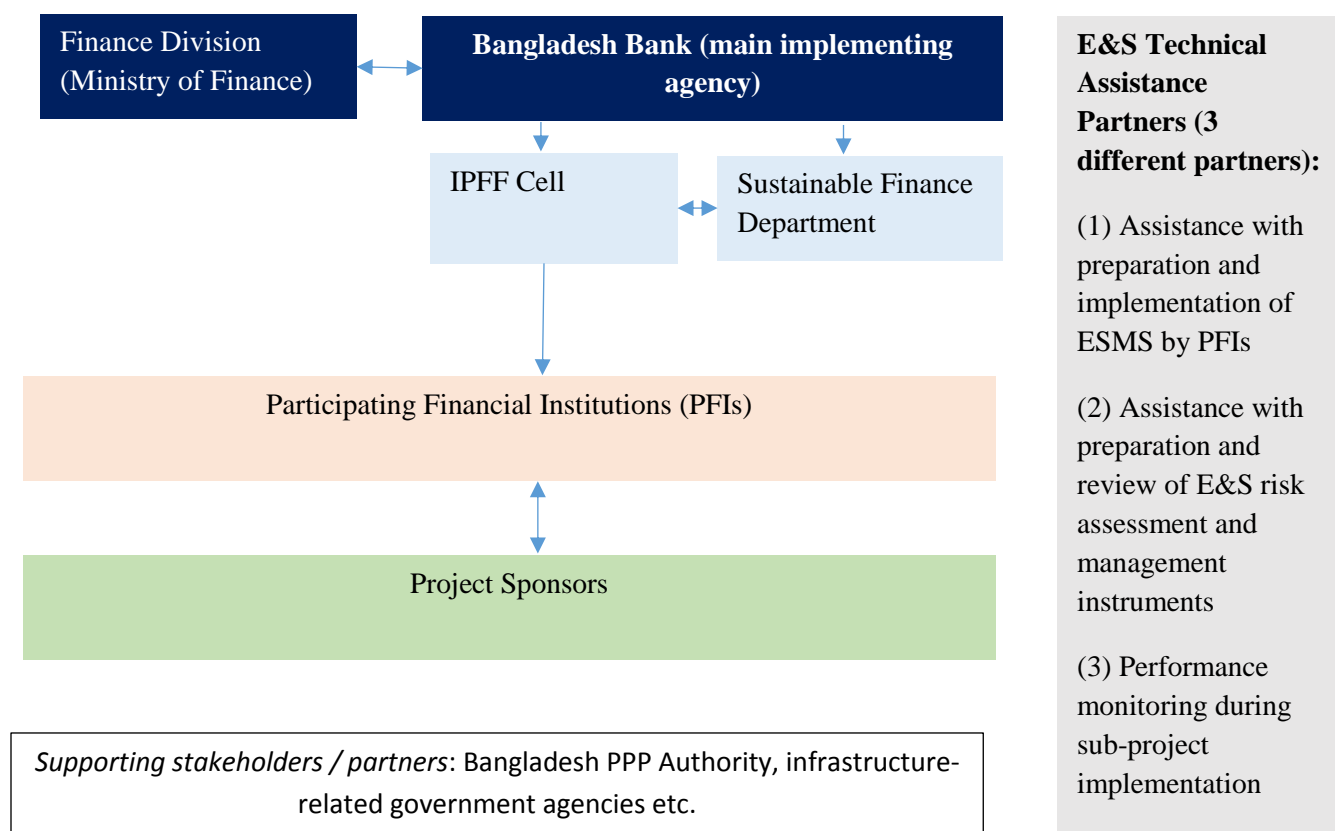 Finance Division
(Ministry of Finance)
Bangladesh Bank (main implementing
agency)
IPFF Cell
Sustainable Finance
Department
Participating Financial Institutions (PFIs)
Project Sponsors
Supporting stakeholders / partners: Bangladesh PPP Authority, infrastructure-
related government agencies etc.
E&S Technical
Assistance
Partners (3
different partners):
(1) Assistance with
preparation and
implementation of
ESMS by PFIs
(2) Assistance with
preparation and
review of E&S risk
assessment and
management
instruments
(3) Performance
monitoring during
sub-project
implementation